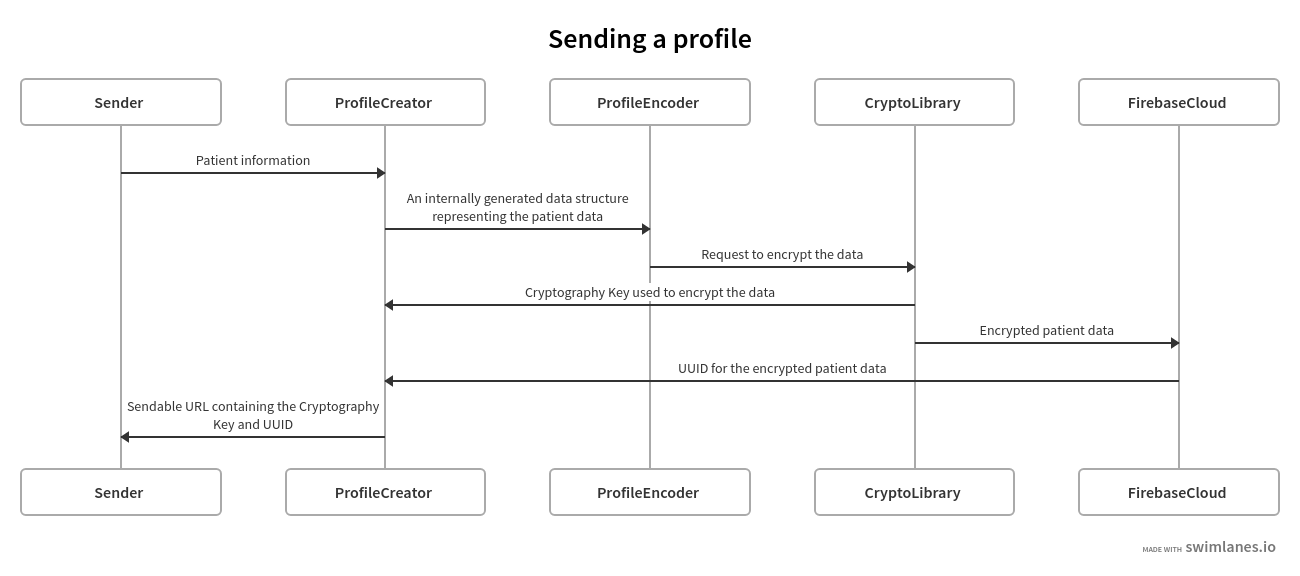 Sending a profile
Sender
ProfileCreator
ProfileEncoder
CryptoLibrary
FirebaseCloud
Patient information
An internally generated data structure
representing the patient data
Request to encrypt the data
Cryptography Key used to encrypt the data
Encrypted patient data
UUID for the encrypted patient data
Sendable URL containing the Cryptography
Key and UUID
Sender
ProfileCreator
ProfileEncoder
CryptoLibrary
FirebaseCloud
MADE WITH swimlanes.io